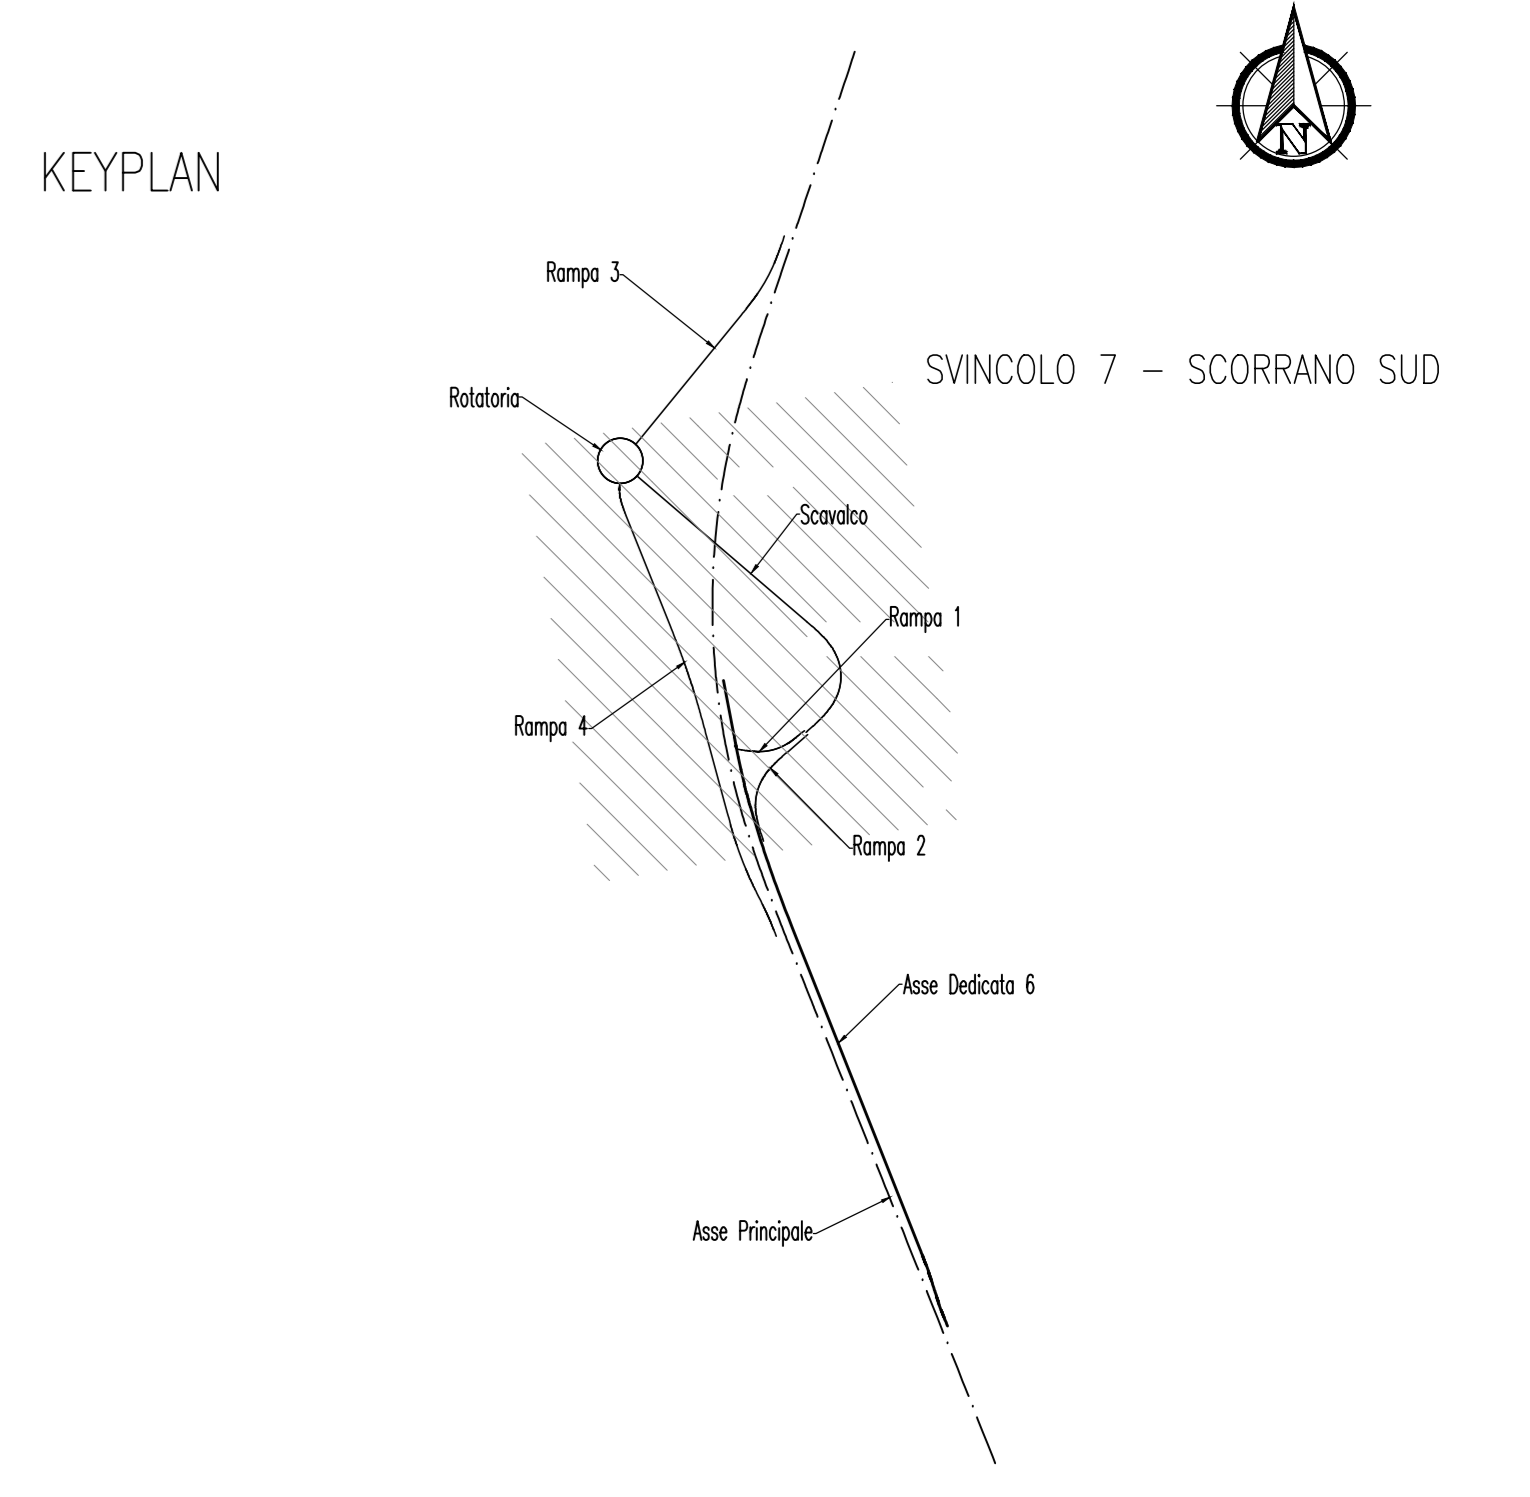 N
KEYPLAN
Rampa 3
SVINCOLO 7 – SCORRANO SUD
Rotatoria
Scavalco
Rampa 1
Rampa 4
Rampa 2
Asse Dedicata 6
Asse Principale